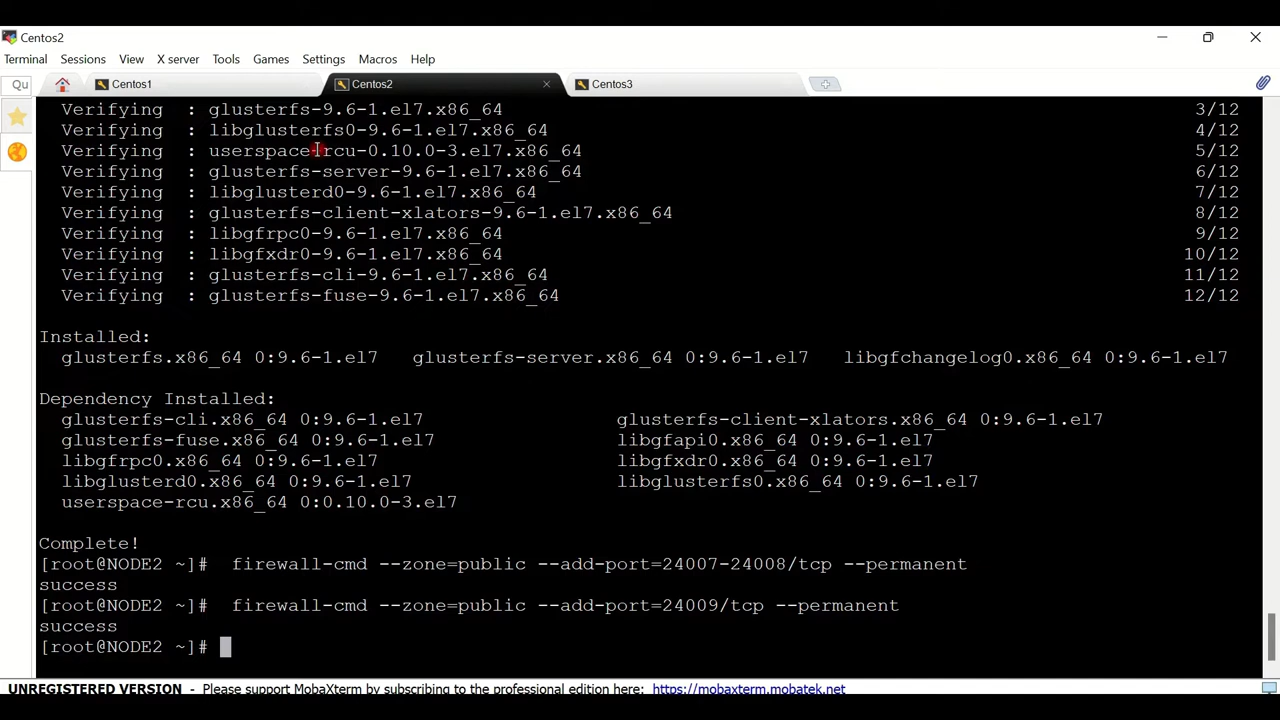 Centos2
Terminal Sessions View X server Tools Games Settings Macros Help
Qu Centos1 Centos2 Centos3
Verifying : glusterfs-9.6-1.el7.x86_64 3/12
Verifying : libglusterfs0-9.6-1.el7.x86_64 4/12
Verifying : userspace-rcu-0.10.0-3.el7.x86_64 5/12
Verifying : glusterfs-server-9.6-1.el7.x86_64 6/12
Verifying : libglusterd0-9.6-1.el7.x86_64 7/12
Verifying : glusterfs-client-xlators-9.6-1.el7.x86_64 8/12
Verifying : libgfrpc0-9.6-1.el7.x86_64 9/12
Verifying : libgfxdr0-9.6-1.el7.x86_64 10/12
Verifying : glusterfs-cli-9.6-1.el7.x86_64 11/12
Verifying : glusterfs-fuse-9.6-1.el7.x86_64 12/12
Installed:
glusterfs.x86_64 0:9.6-1.el7 glusterfs-server.x86_64 0:9.6-1.el7 libgfchangelog0.x86_64 0:9.6-1.el7
Dependency Installed:
glusterfs-cli.x86_64 0:9.6-1.el7 glusterfs-client-xlators.x86_64 0:9.6-1.el7
glusterfs-fuse.x86_64 0:9.6-1.el7 libgfapi0.x86_64 0:9.6-1.el7
libgfrpc0.x86_64 0:9.6-1.el7 libgfxdr0.x86_64 0:9.6-1.el7
libglusterd0.x86_64 0:9.6-1.el7 libglusterfs0.x86_64 0:9.6-1.el7
userspace-rcu.x86_64 0:0.10.0-3.el7
Complete!
[root@NODE2 ~]# firewall-cmd --zone=public --add-port=24007-24008/tcp --permanent
success
[root@NODE2 ~]# firewall-cmd --zone=public --add-port=24009/tcp --permanent
success
[root@NODE2 ~]#
UNREGISTERED VERSION - Please support MobaXterm by subscribing to the professional edition here: https://mobaxterm.mobatek.net